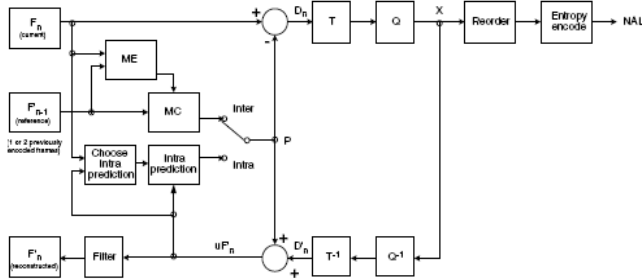 Fn
(current)
+
-
Dn
T
Q
X
Reorder
Entropy
encode
NAL
ME
F'n-1
(reference)
[1 or 2 previously
encoded frames]
MC
Inter
P
Choose
Intra
prediction
Intra
prediction
Intra
F'n
(reconstructed)
Filter
uF'n
+
+
D'n
T-1
Q-1